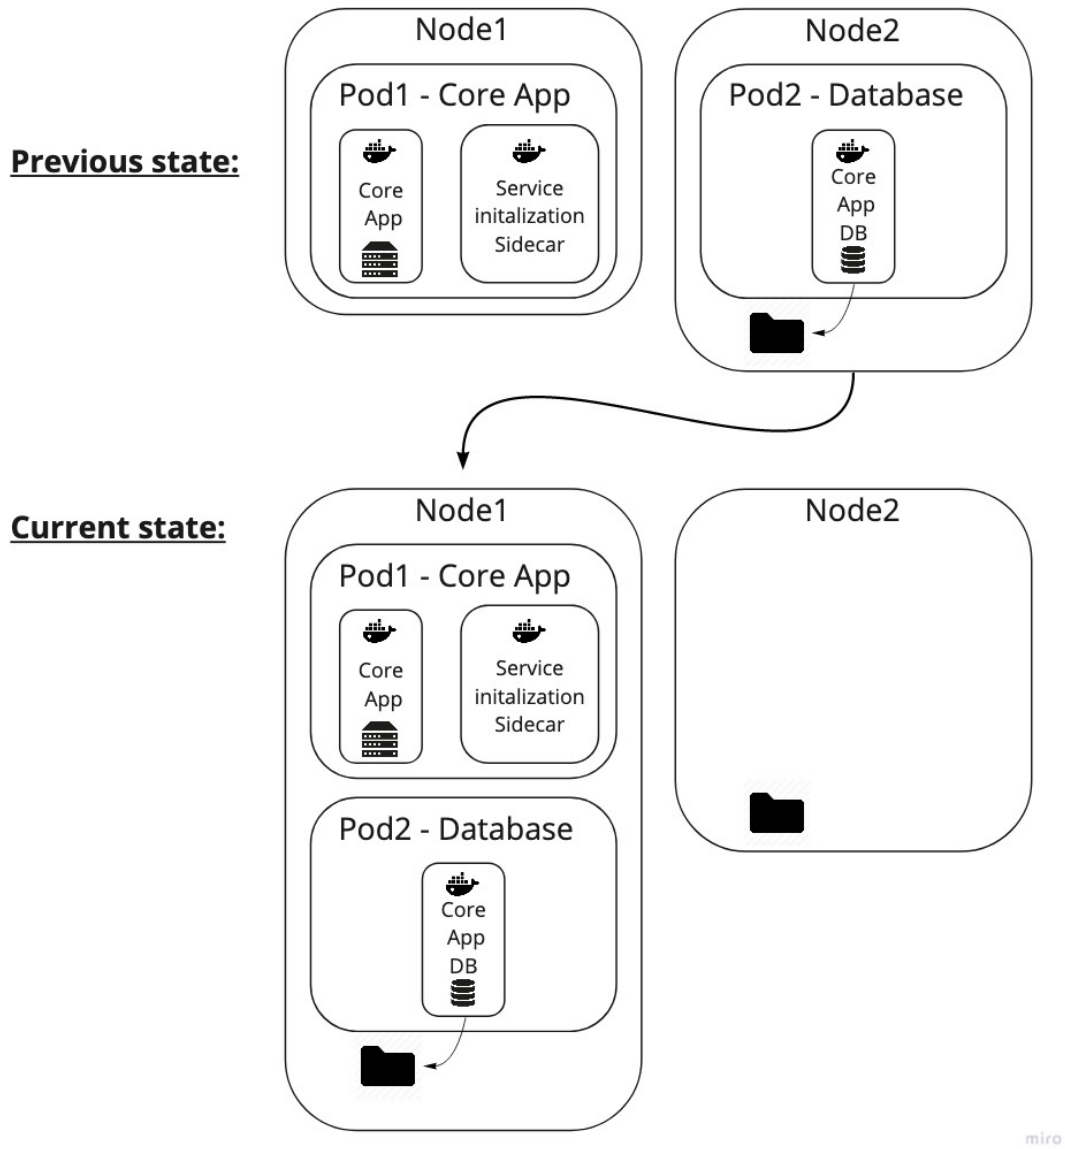 Node1
Node2
Pod1 - Core App
Pod2 - Database
Previous state:
Core
App
Service
initalization
Sidecar
Core
App
DB
Node1
Node2
Current state:
Pod1 - Core App
Core
App
Service
initalization
Sidecar
Pod2 - Database
Core
App
DB
miro